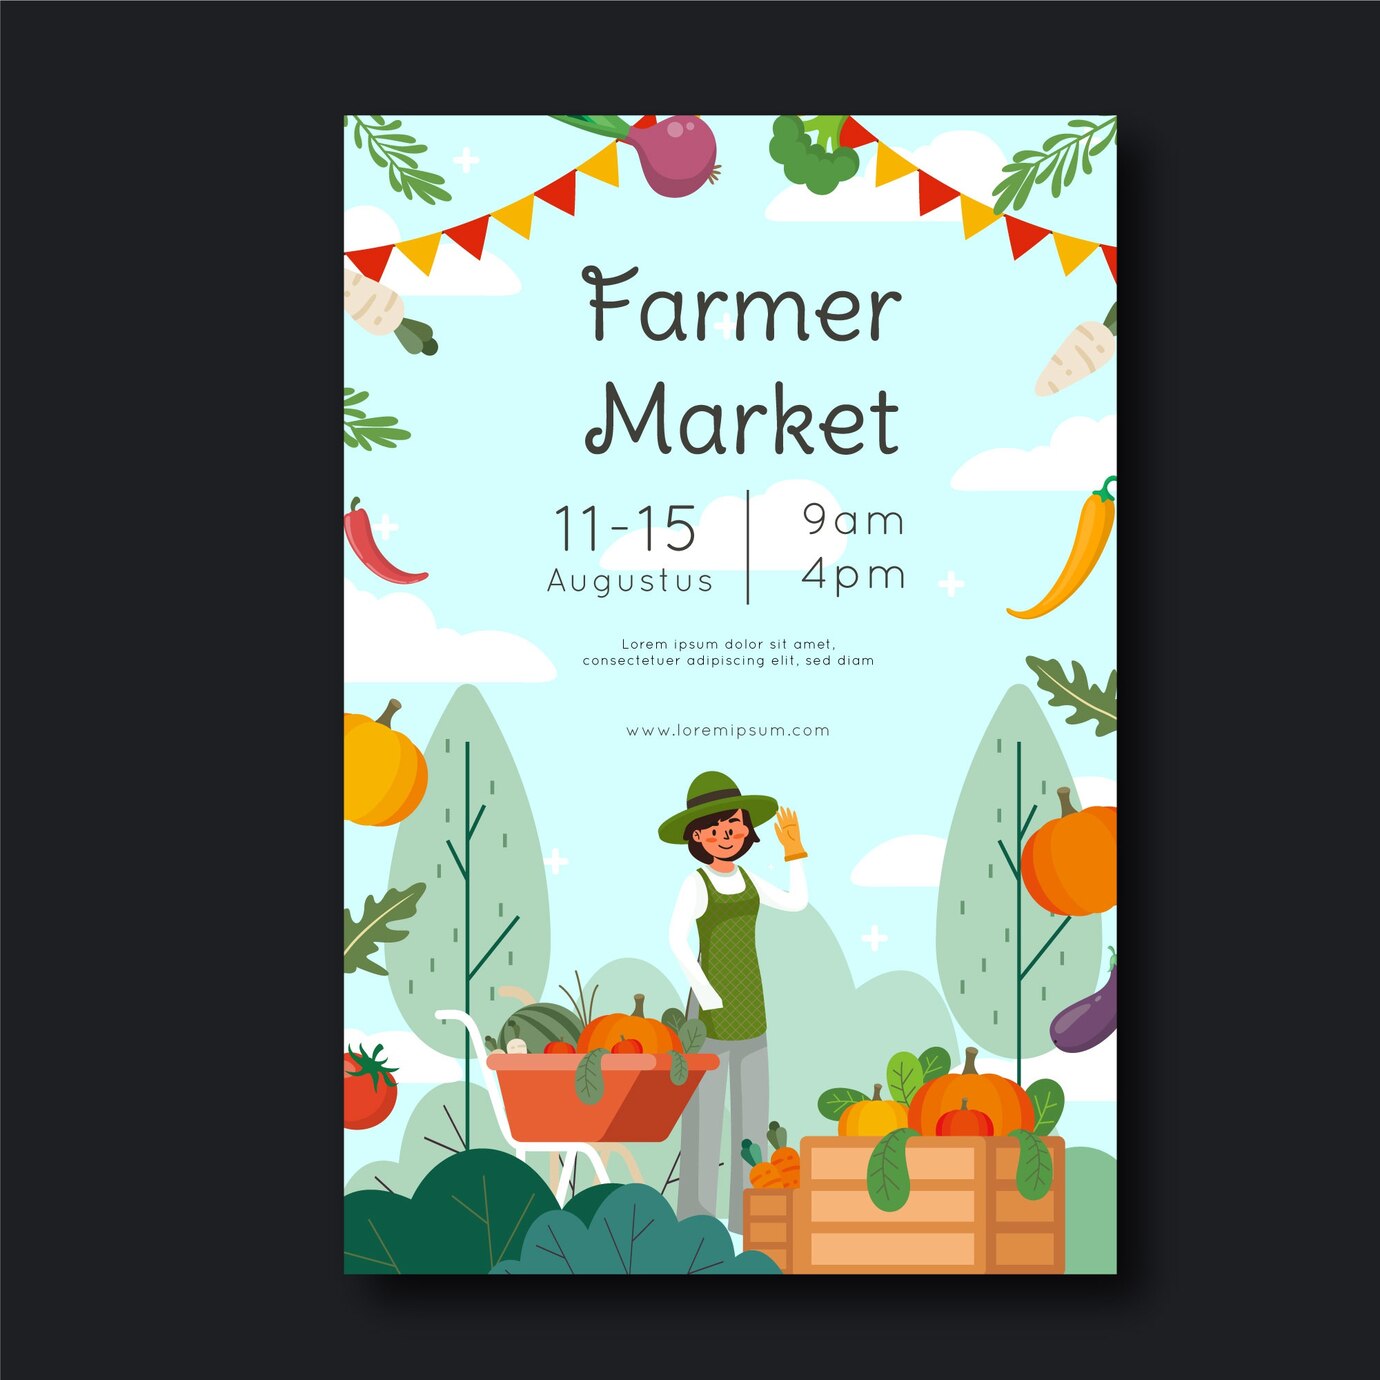 Farmer
Market
11-15
Augustus
9am
4pm
Lorem ipsum dolor sit amet,
consectetuer adipiscing elit, sed diam
www.loremipsum.com